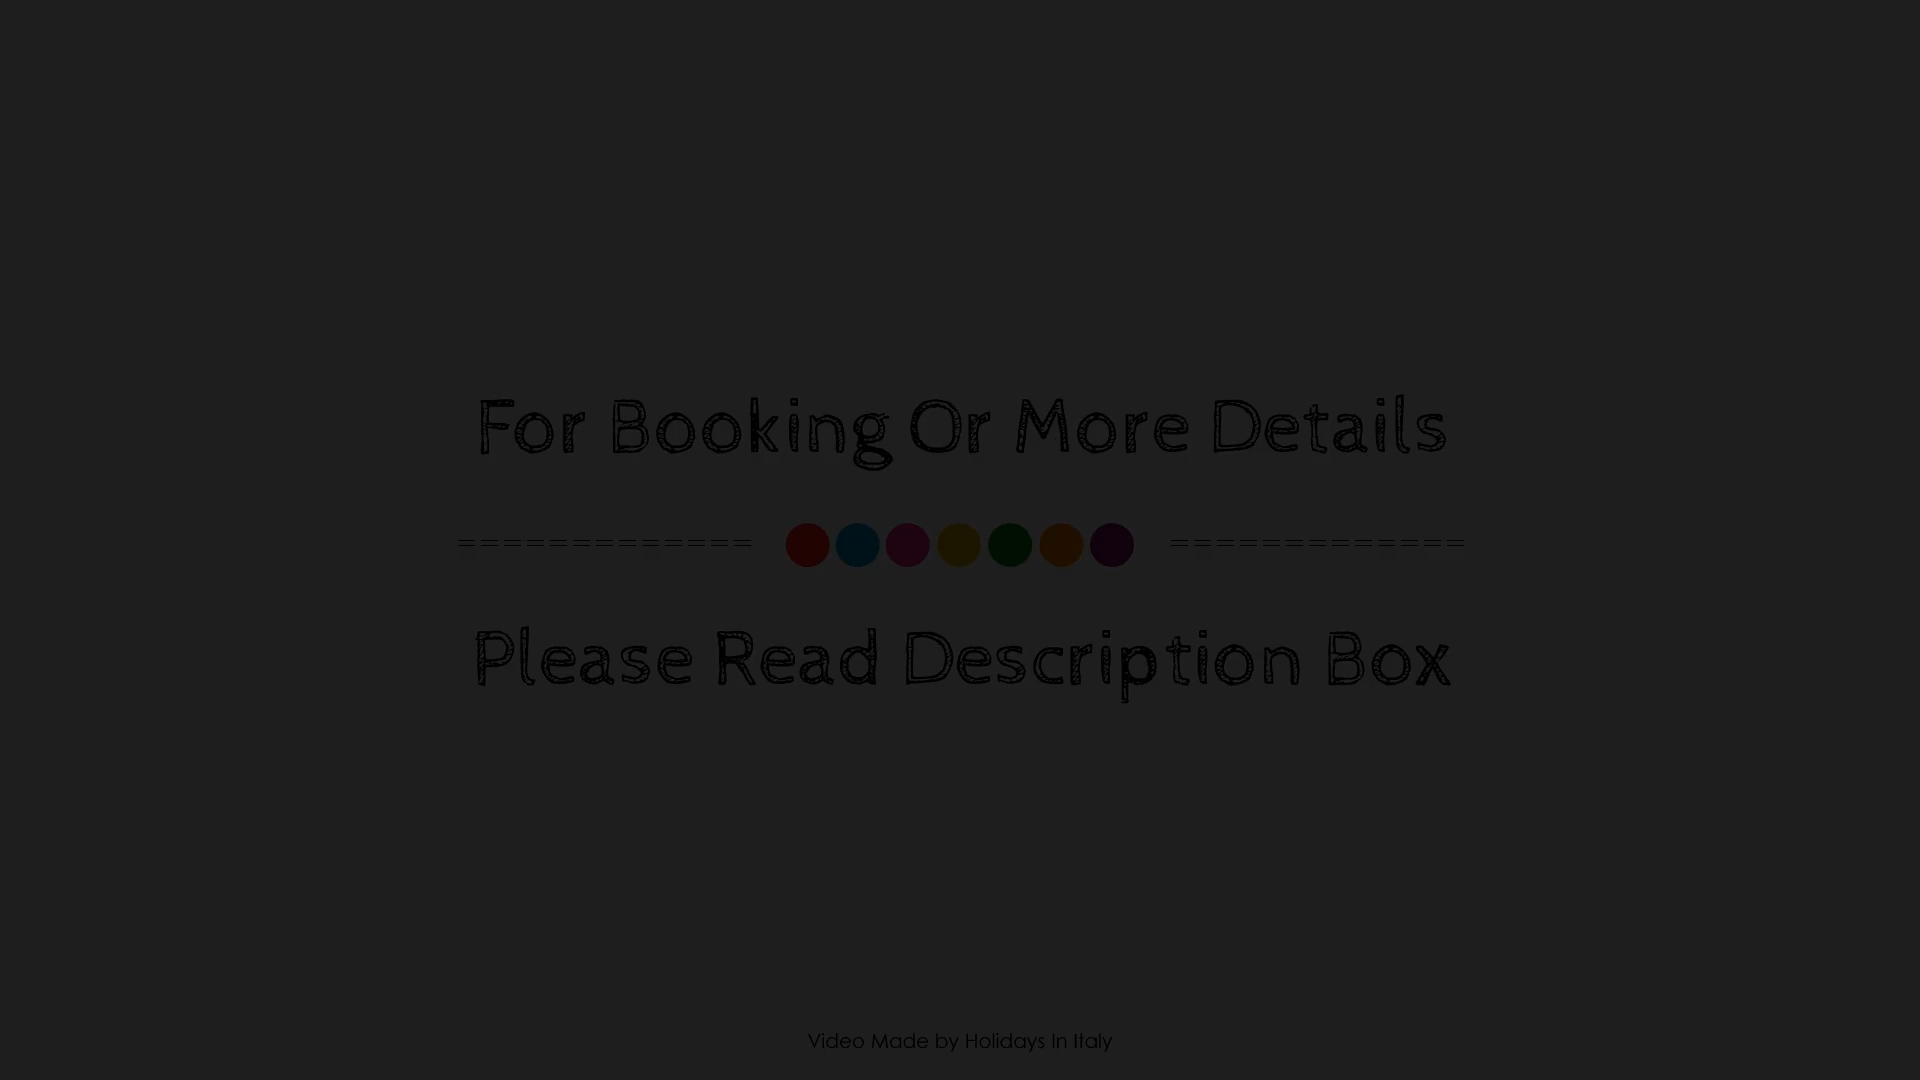 For Booking Or More Details
============= =============
Please Read Description Box
Video Made by Holidays In Italy